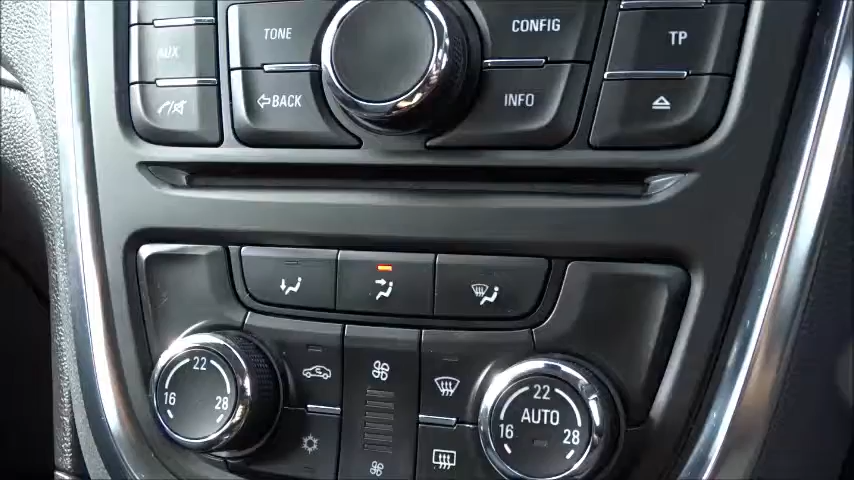 TONE
CONFIG
TP
AUX
BACK
INFO
22
16
28
22
AUTO
16
28